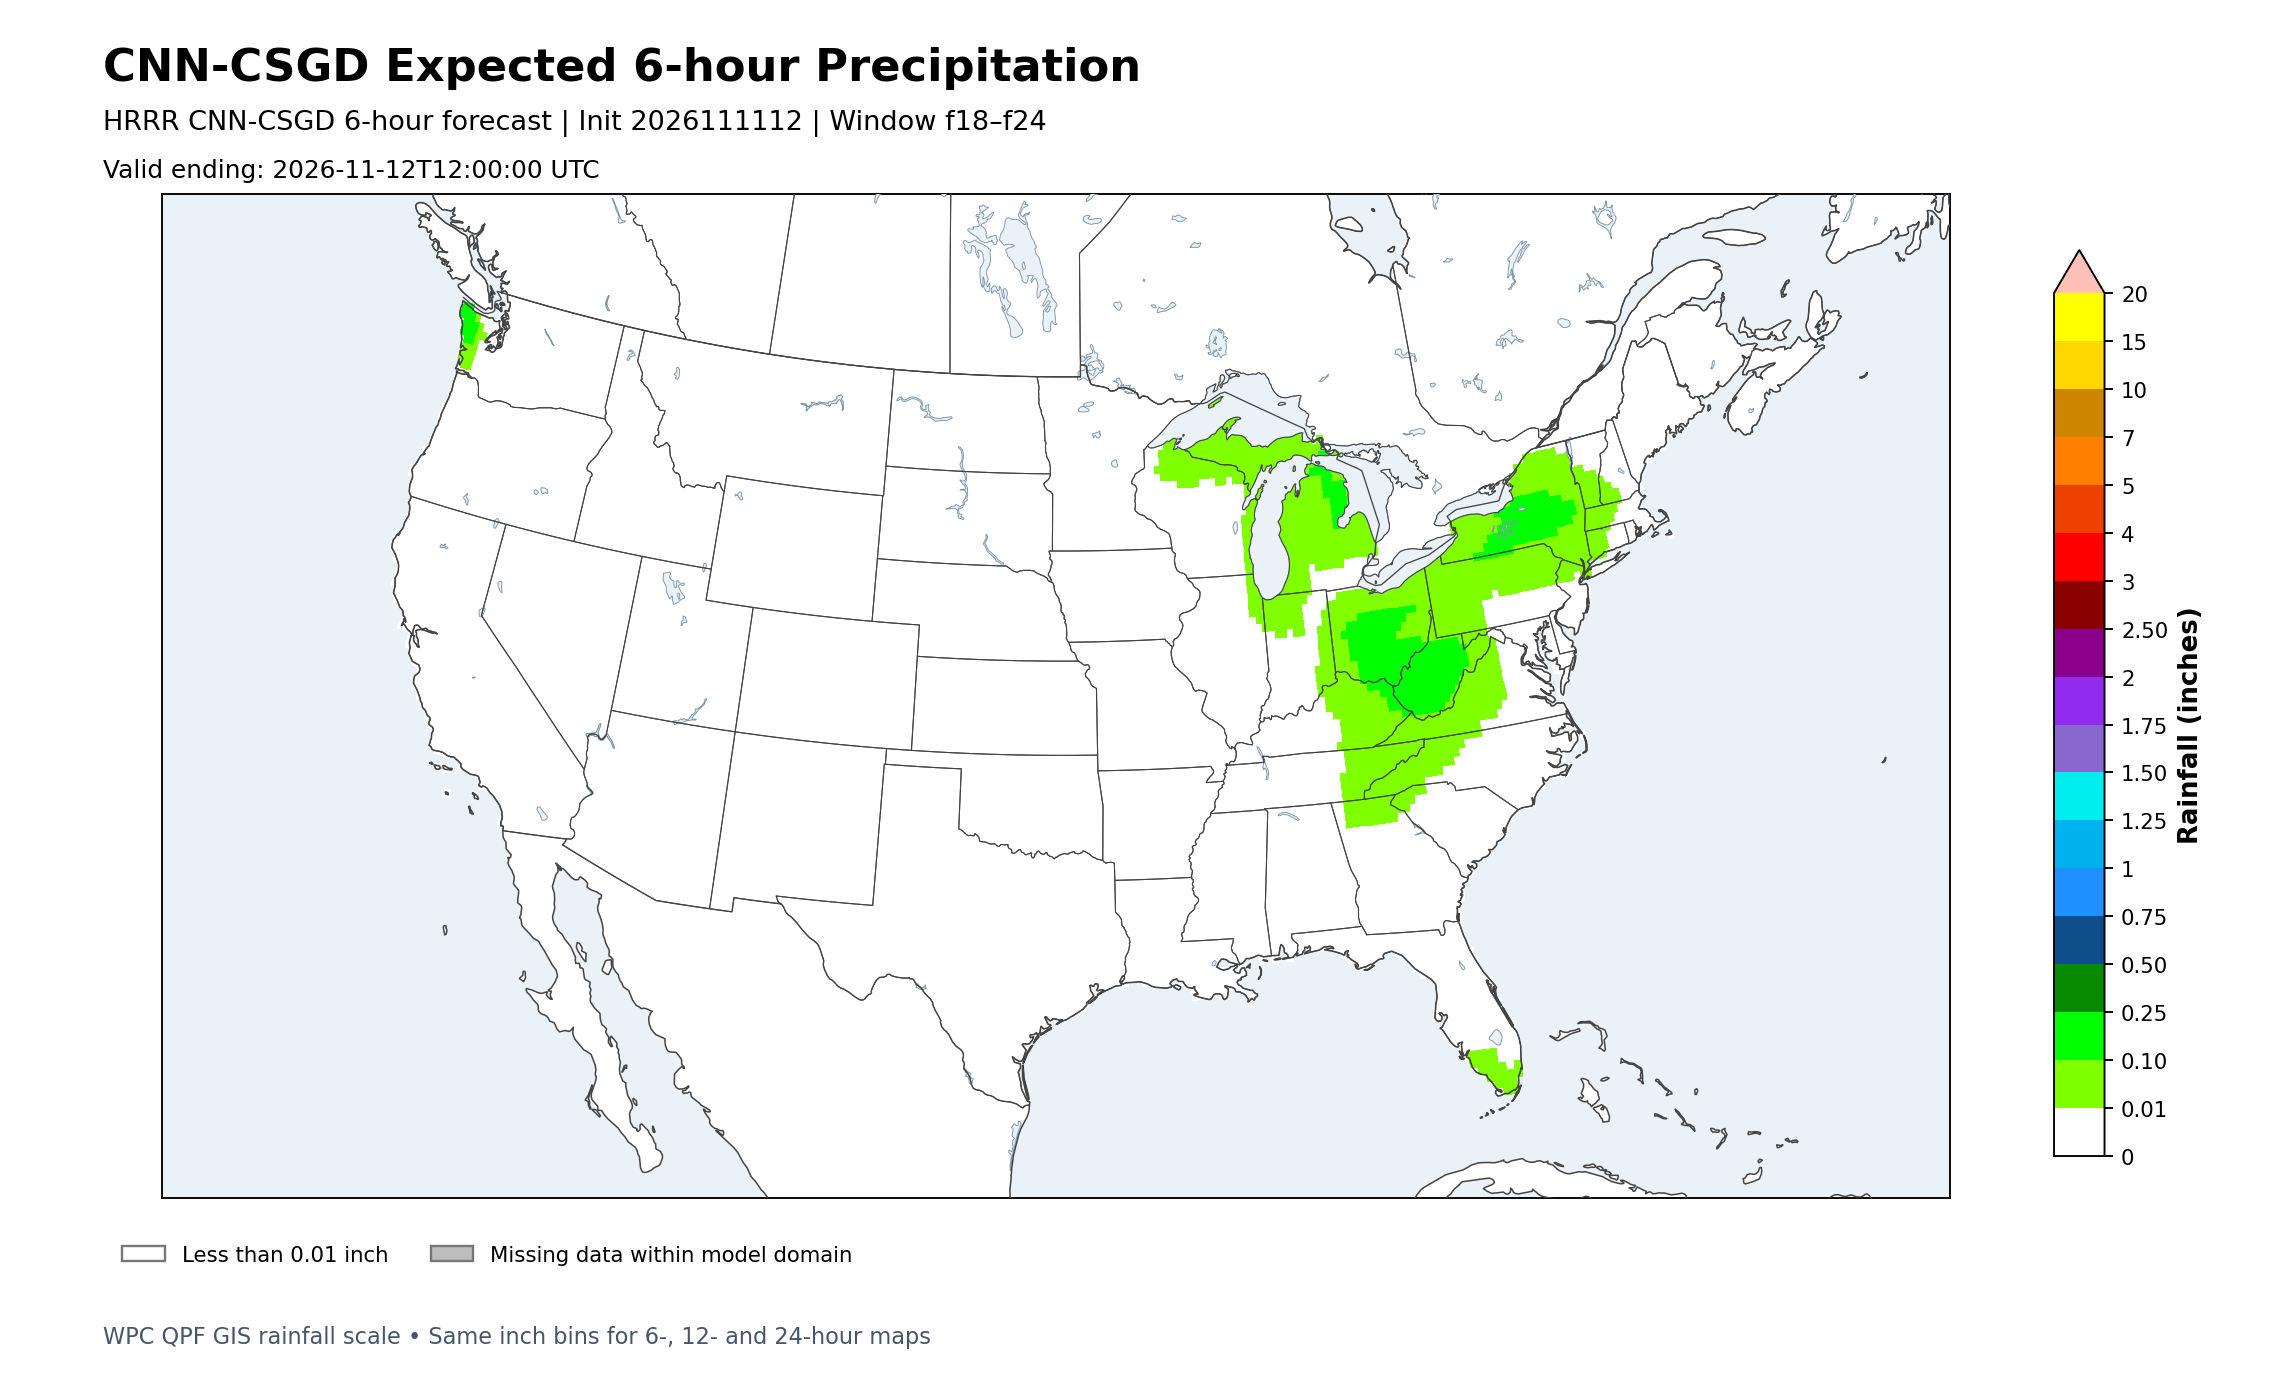 CNN-CSGD Expected 6-hour Precipitation
HRRR CNN-CSGD 6-hour forecast | Init 2026111112 | Window f18–f24
Valid ending: 2026-11-12T12:00:00 UTC
20
15
10
7
5
4
3
2.50
2
1.75
1.50
1.25
1
0.75
0.50
0.25
0.10
0.01
0
Rainfall (inches)
Less than 0.01 inch
Missing data within model domain
WPC QPF GIS rainfall scale • Same inch bins for 6-, 12- and 24-hour maps